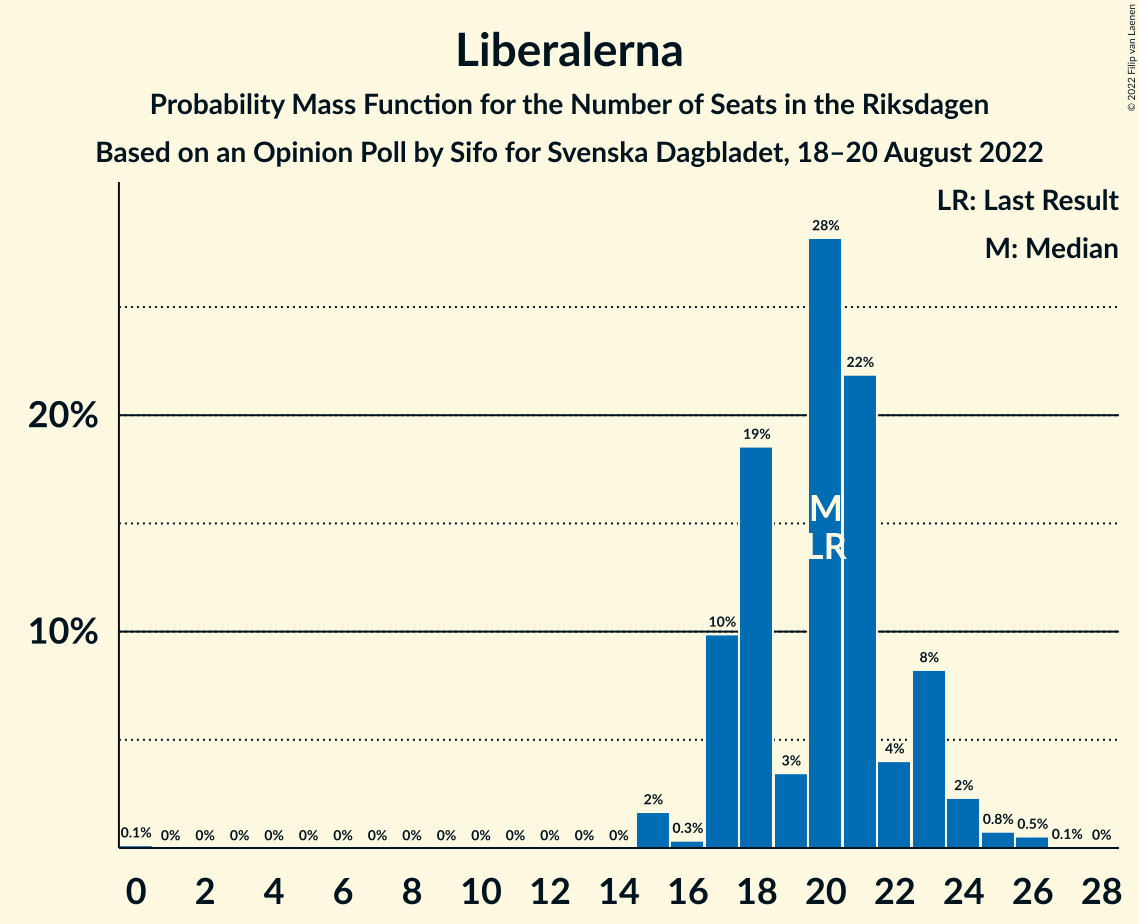 Liberalerna
Probability Mass Function for the Number of Seats in the Riksdagen
Based on an Opinion Poll by Sifo for Svenska Dagbladet, 18–20 August 2022
© 2022 Filip van Laenen
LR: Last Result
M: Median
20%
10%
0.1% 0% 0% 0% 0% 0% 0% 0% 0% 0% 0% 0% 0% 0% 0% 2% 0.3% 10% 19% 3% 28% 22% 4% 8% 2% 0.8% 0.5% 0.1% 0%
M
LR
0 2 4 6 8 10 12 14 16 18 20 22 24 26 28